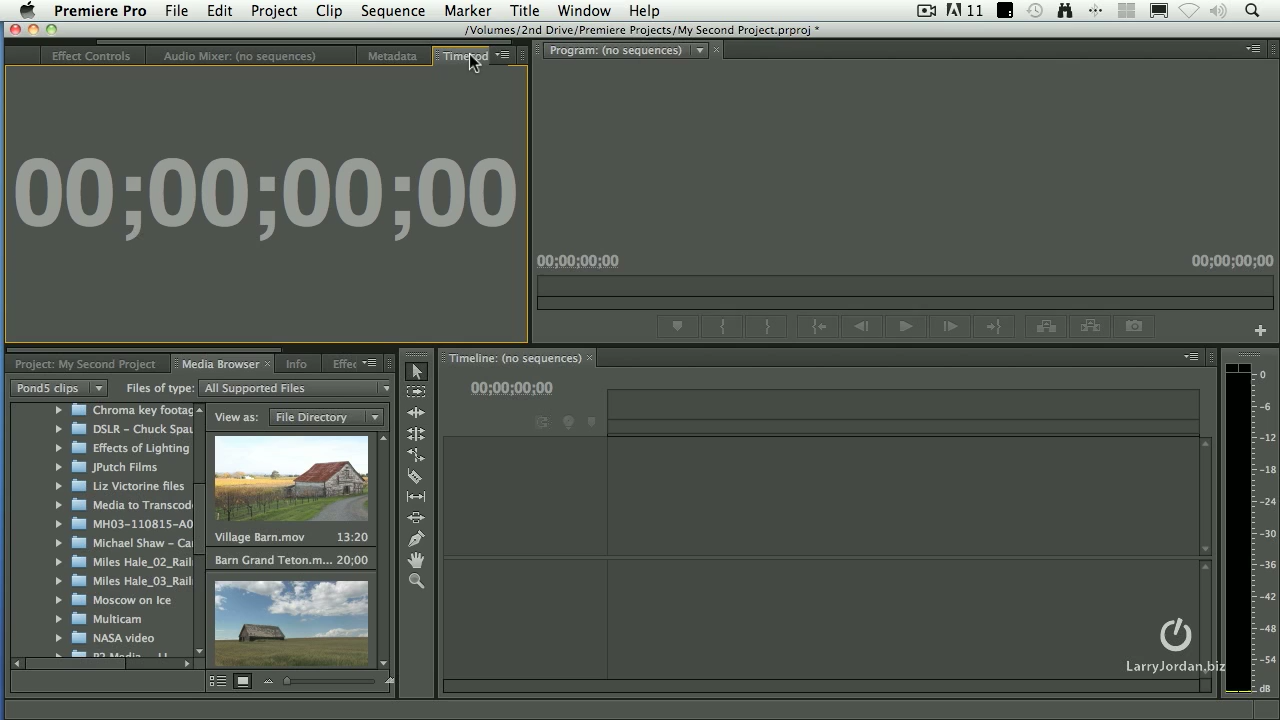 Premiere Pro File Edit Project Clip Sequence Marker Title Window Help 11
/Volumes/2nd Drive/Premiere Projects/My Second Project.prproj *
Effect Controls Audio Mixer: (no sequences) Metadata
Program: (no sequences)
00;00;00;00
00;00;00;00 00;00;00;00
Project: My Second Project Media Browser Info Effec
Timeline: (no sequences)
Pond5 clips Files of type: All Supported Files
00;00;00;00
View as: File Directory
Chroma key footag
DSLR - Chuck Spau
Effects of Lighting
JPutch Films
Liz Victorine files
Media to Transcod
MH03-110815-A0
Michael Shaw - Ca
Miles Hale_02_Rail
Miles Hale_03_Rail
Moscow on Ice
Multicam
NASA video
Village Barn.mov 13:20
Barn Grand Teton.m... 20;00
0
-6
-12
-18
-24
-30
-36
-42
-48
-54
dB
LarryJordan.biz